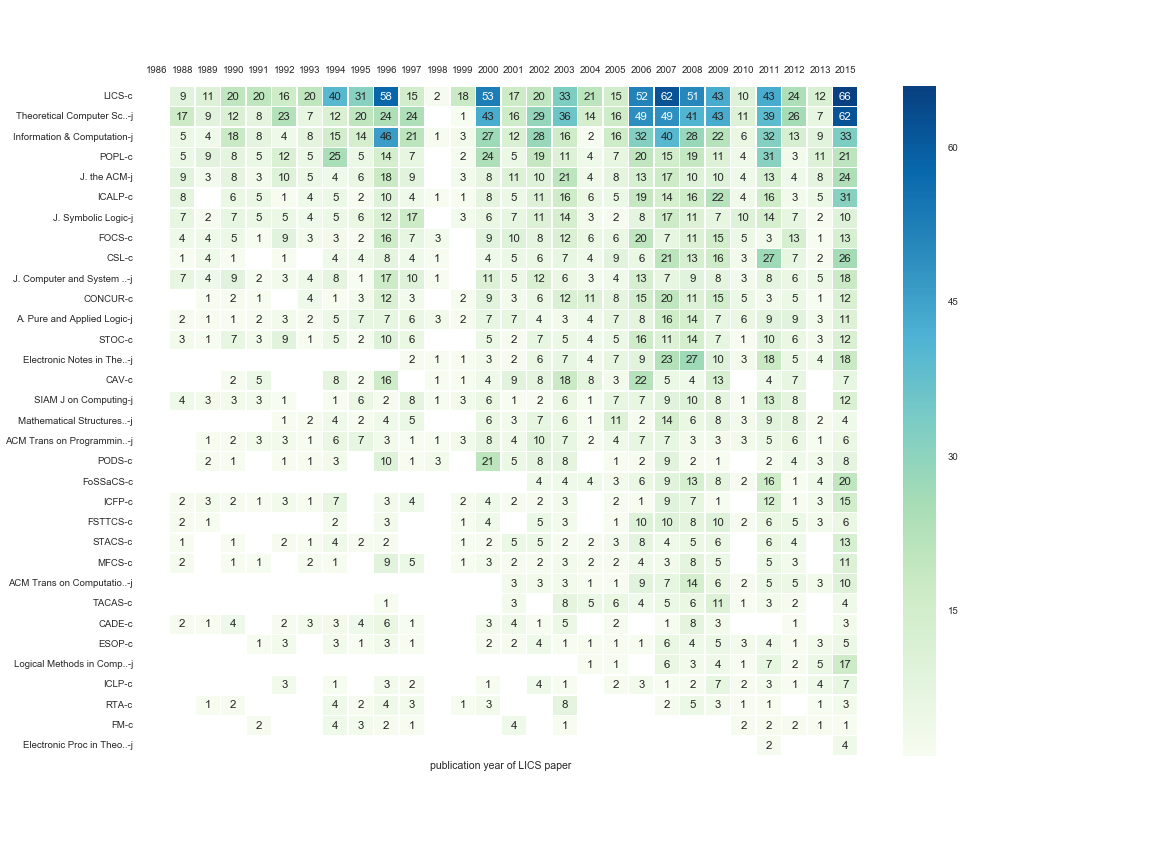 1986 1988 1989 1990 1991 1992 1993 1994 1995 1996 1997 1998 1999 2000 2001 2002 2003 2004 2005 2006 2007 2008 2009 2010 2011 2012 2013 2015
LICS-c 9 11 20 20 16 20 40 31 58 15 2 18 53 17 20 33 21 15 52 62 51 43 10 43 24 12 66
Theoretical Computer Sc..-j 17 9 12 8 23 7 12 20 24 24 1 43 16 29 36 14 16 49 49 41 43 11 39 26 7 62
60
Information & Computation-j 5 4 18 8 4 8 15 14 46 21 1 3 27 12 28 16 2 16 32 40 28 22 6 32 13 9 33
POPL-c 5 9 8 5 12 5 25 5 14 7 2 24 5 19 11 4 7 20 15 19 11 4 31 3 11 21
J. the ACM-j 9 3 8 3 10 5 4 6 18 9 3 8 11 10 21 4 8 13 17 10 10 4 13 4 8 24
ICALP-c 8 6 5 1 4 5 2 10 4 1 1 8 5 11 16 6 5 19 14 16 22 4 16 3 5 31
J. Symbolic Logic-j 7 2 7 5 5 4 5 6 12 17 3 6 7 11 14 3 2 8 17 11 7 10 14 7 2 10
FOCS-c 4 4 5 1 9 3 3 2 16 7 3 9 10 8 12 6 6 20 7 11 15 5 3 13 1 13
CSL-c 1 4 1 1 4 4 8 4 1 4 5 6 7 4 9 6 21 13 16 3 27 7 2 26
J. Computer and System ..-j 7 4 9 2 3 4 8 1 17 10 1 11 5 12 6 3 4 13 7 9 8 3 8 6 5 18
CONCUR-c 1 2 1 4 1 3 12 3 2 9 3 6 12 11 8 15 20 11 15 5 3 5 1 12
45
A. Pure and Applied Logic-j 2 1 1 2 3 2 5 7 7 6 3 2 7 7 4 3 4 7 8 16 14 7 6 9 9 3 11
STOC-c 3 1 7 3 9 1 5 2 10 6 5 2 7 5 4 5 16 11 14 7 1 10 6 3 12
Electronic Notes in The..-j 2 1 1 3 2 6 7 4 7 9 23 27 10 3 18 5 4 18
CAV-c 2 5 8 2 16 1 1 4 9 8 18 8 3 22 5 4 13 4 7 7
SIAM J on Computing-j 4 3 3 3 1 1 6 2 8 1 3 6 1 2 6 1 7 7 9 10 8 1 13 8 12
Mathematical Structures..-j 1 2 4 2 4 5 6 3 7 6 1 11 2 14 6 8 3 9 8 2 4
ACM Trans on Programmin..-j 1 2 3 3 1 6 7 3 1 1 3 8 4 10 7 2 4 7 7 3 3 3 5 6 1 6
30
PODS-c 2 1 1 1 3 10 1 3 21 5 8 8 1 2 9 2 1 2 4 3 8
FoSSaCS-c 4 4 4 3 6 9 13 8 2 16 1 4 20
ICFP-c 2 3 2 1 3 1 7 3 4 2 4 2 2 3 2 1 9 7 1 12 1 3 15
FSTTCS-c 2 1 2 3 1 4 5 3 1 10 10 8 10 2 6 5 3 6
STACS-c 1 1 2 1 4 2 2 1 2 5 5 2 2 3 8 4 5 6 6 4 13
MFCS-c 2 1 1 2 1 9 5 1 3 2 2 3 2 2 4 3 8 5 5 3 11
ACM Trans on Computatio..-j 3 3 3 1 1 9 7 14 6 2 5 5 3 10
TACAS-c 1 3 8 5 6 4 5 6 11 1 3 2 4
15
CADE-c 2 1 4 2 3 3 4 6 1 3 4 1 5 2 1 8 3 1 3
ESOP-c 1 3 3 1 3 1 2 2 4 1 1 1 1 6 4 5 3 4 1 3 5
Logical Methods in Comp..-j 1 1 6 3 4 1 7 2 5 17
ICLP-c 3 1 3 2 1 4 1 2 3 1 2 7 2 3 1 4 7
RTA-c 1 2 4 2 4 3 1 3 8 2 5 3 1 1 1 3
FM-c 2 4 3 2 1 4 1 2 2 2 1 1
Electronic Proc in Theo..-j 2 4
publication year of LICS paper